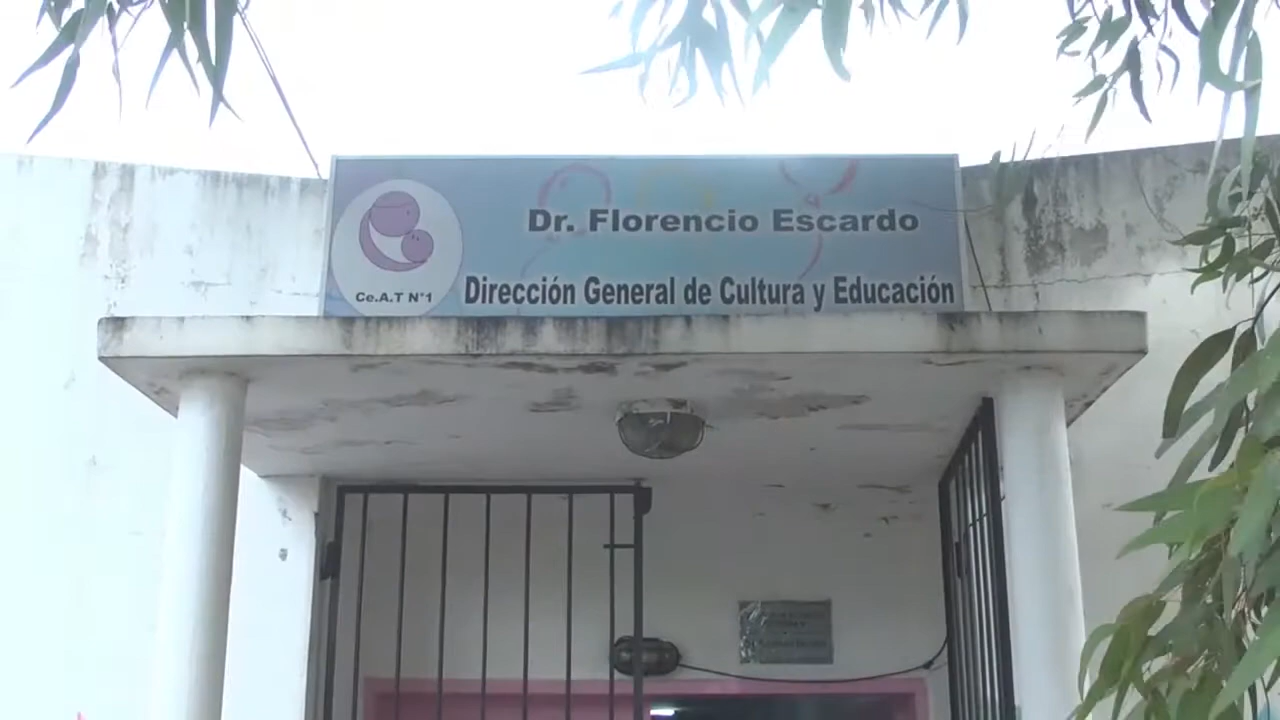 Dr. Florencio Escardo
Ce.A.T N°1
Dirección General de Cultura y Educación